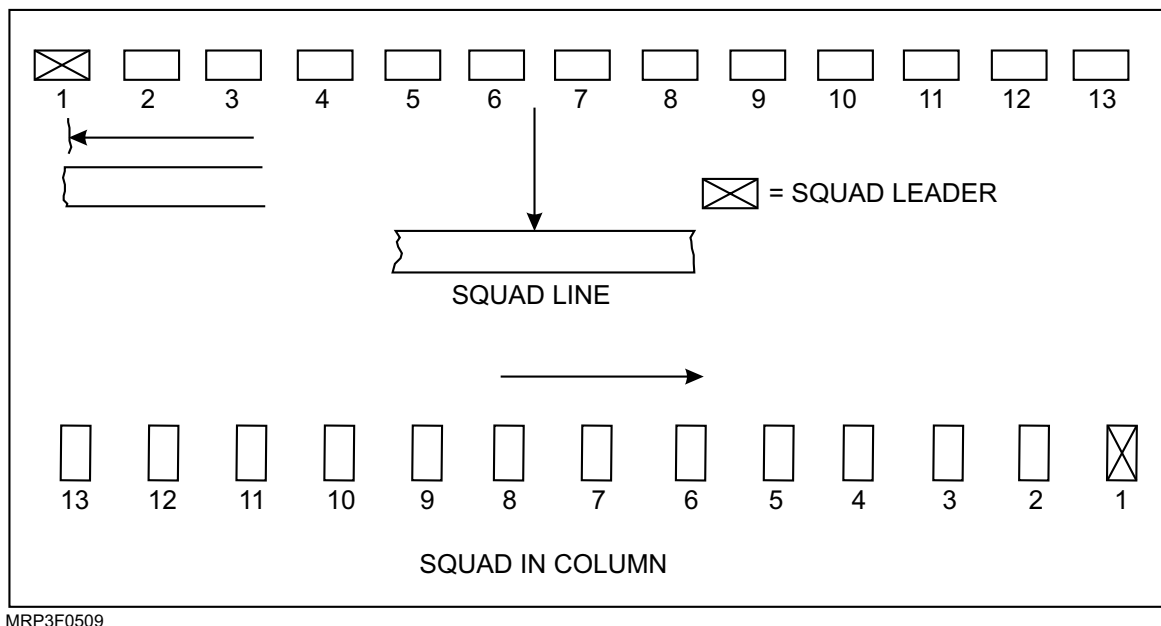 1 2 3 4 5 6 7 8 9 10 11 12 13
= SQUAD LEADER
SQUAD LINE
13 12 11 10 9 8 7 6 5 4 3 2 1
SQUAD IN COLUMN
MRP3F0509